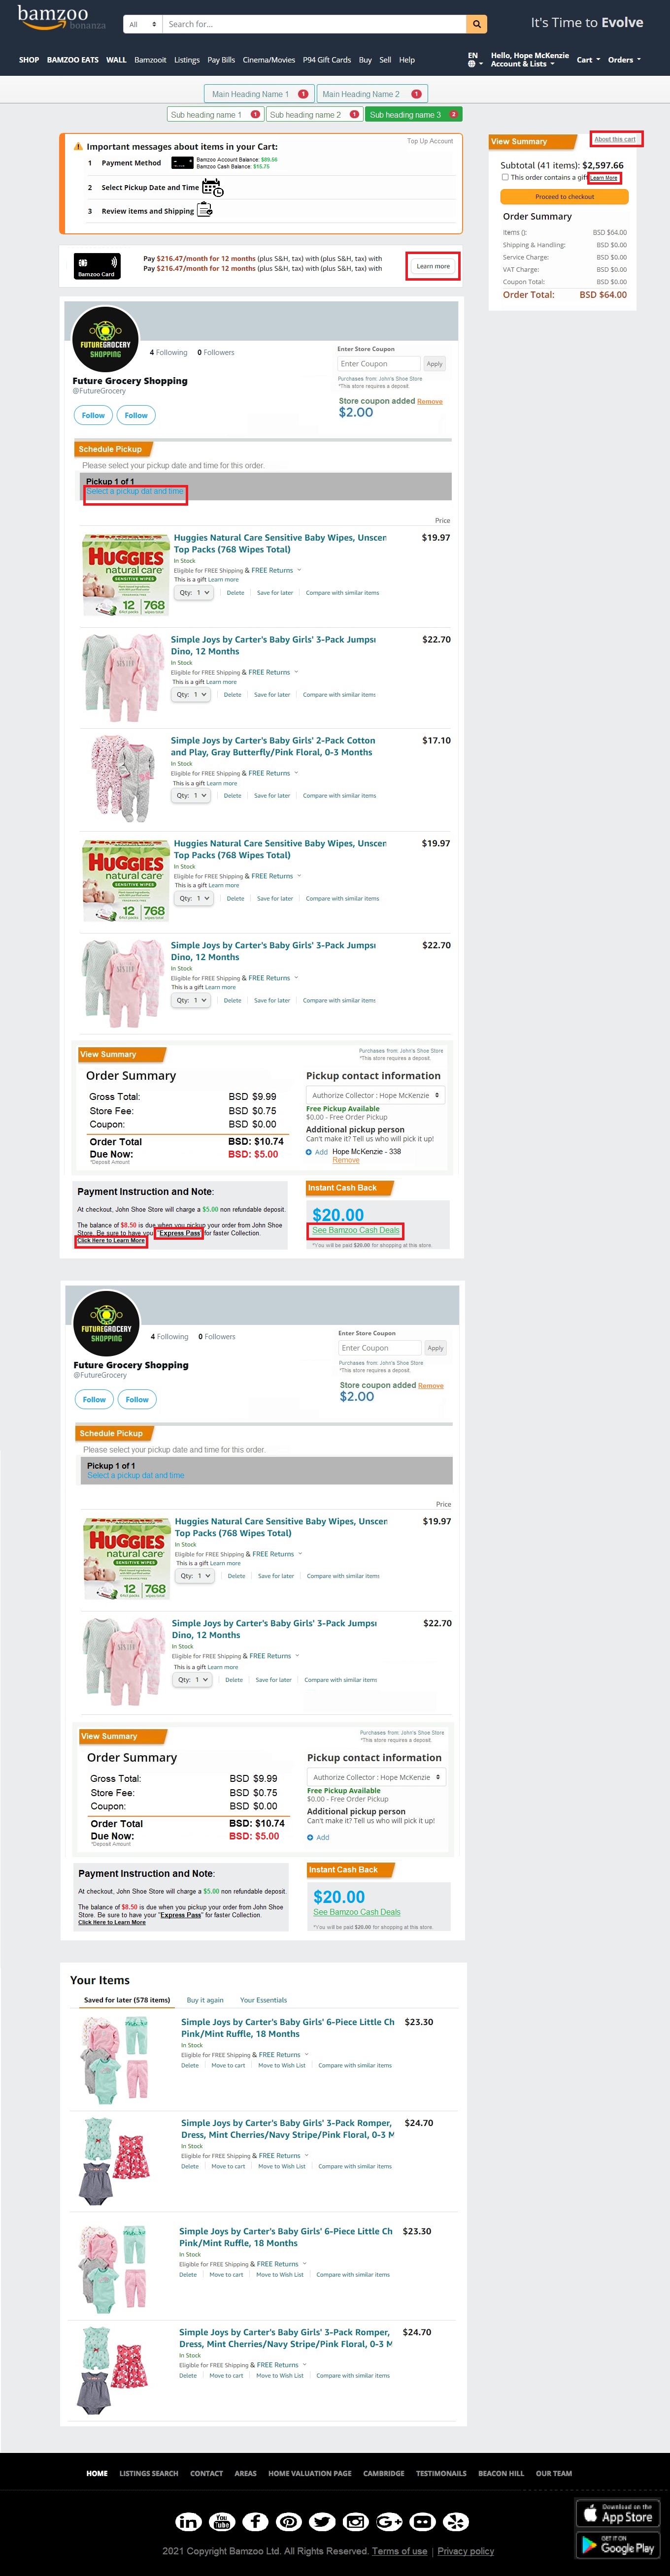 bamzoo
bonanza
All
Search for...
It's Time to Evolve
SHOP BAMZOO EATS WALL Bamzooit Listings Pay Bills Cinema/Movies P94 Gift Cards Buy Sell Help
EN
Hello, Hope McKenzie
Account & Lists
Cart
Orders
Main Heading Name 1 1
Main Heading Name 2 1
Sub heading name 1 1
Sub heading name 2 1
Sub heading name 3 2
Important messages about items in your Cart:
Top Up Account
1 Payment Method
Bamzoo Account Balance: $89.66
Bamzoo Cash Balance: $16.75
2 Select Pickup Date and Time
3 Review items and Shipping
View Summary
About this cart
Subtotal (41 items): $2,597.66
This order contains a gift Learn More
Proceed to checkout
Order Summary
Items (): BSD $64.00
Shipping & Handling: BSD $0.00
Service Charge: BSD $0.00
VAT Charge: BSD $0.00
Coupon Total: BSD $0.00
Order Total: BSD $64.00
Bamzoo Card
Pay $216.47/month for 12 months (plus S&H, tax) with (plus S&H, tax) with
Pay $216.47/month for 12 months (plus S&H, tax) with (plus S&H, tax) with
Learn more
FUTUREGROCERY
SHOPPING
4 Following 0 Followers
Future Grocery Shopping
@FutureGrocery
Follow
Follow
Enter Store Coupon
Enter Coupon
Apply
Purchases from: John's Shoe Store
*This store requires a deposit.
Store coupon added Remove
$2.00
Schedule Pickup
Please select your pickup date and time for this order.
Pickup 1 of 1
Select a pickup dat and time
Price
Huggies Natural Care Sensitive Baby Wipes, Unscen
$19.97
Top Packs (768 Wipes Total)
In Stock
Eligible for FREE Shipping & FREE Returns
This is a gift Learn more
Qty: 1 Delete Save for later Compare with similar items
HUGGIES
natural care
SENSITIVE WIPES
12 768
Simple Joys by Carter's Baby Girls' 3-Pack Jumpsi
$22.70
Dino, 12 Months
In Stock
Eligible for FREE Shipping & FREE Returns
This is a gift Learn more
Qty: 1 Delete Save for later Compare with similar items
Simple Joys by Carter's Baby Girls' 2-Pack Cotton
$17.10
and Play, Gray Butterfly/Pink Floral, 0-3 Months
In Stock
Eligible for FREE Shipping & FREE Returns
This is a gift Learn more
Qty: 1 Delete Save for later Compare with similar items
Huggies Natural Care Sensitive Baby Wipes, Unscen
$19.97
Top Packs (768 Wipes Total)
In Stock
Eligible for FREE Shipping & FREE Returns
This is a gift Learn more
Qty: 1 Delete Save for later Compare with similar items
HUGGIES
natural care
SENSITIVE WIPES
12 768
Simple Joys by Carter's Baby Girls' 3-Pack Jumpsi
$22.70
Dino, 12 Months
In Stock
Eligible for FREE Shipping & FREE Returns
This is a gift Learn more
Qty: 1 Delete Save for later Compare with similar items
View Summary
Purchases from: John's Shoe Store
*This store requires a deposit.
Order Summary
Gross Total: BSD $9.99
Store Fee: BSD $0.75
Coupon: BSD $0.00
Order Total BSD: $10.74
Due Now: BSD: $5.00
*Deposit Amount
Pickup contact information
Authorize Collector : Hope McKenzie
Free Pickup Available
$0.00 - Free Order Pickup
Additional pickup person
Can't make it? Tell us who will pick it up!
Add Hope McKenzie - 338
Remove
Payment Instruction and Note:
At checkout, John Shoe Store will charge a $5.00 non refundable deposit.
The balance of $8.50 is due when you pickup your order from John Shoe
Store. Be sure to have your "Express Pass" for faster Collection.
Click Here to Learn More
Instant Cash Back
$20.00
See Bamzoo Cash Deals
*You will be paid $20.00 for shopping at this store.
FUTUREGROCERY
SHOPPING
4 Following 0 Followers
Future Grocery Shopping
@FutureGrocery
Follow
Follow
Enter Store Coupon
Enter Coupon
Apply
Purchases from: John's Shoe Store
*This store requires a deposit.
Store coupon added Remove
$2.00
Schedule Pickup
Please select your pickup date and time for this order.
Pickup 1 of 1
Select a pickup dat and time
Price
Huggies Natural Care Sensitive Baby Wipes, Unscen
$19.97
Top Packs (768 Wipes Total)
In Stock
Eligible for FREE Shipping & FREE Returns
This is a gift Learn more
Qty: 1 Delete Save for later Compare with similar items
HUGGIES
natural care
SENSITIVE WIPES
12 768
Simple Joys by Carter's Baby Girls' 3-Pack Jumpsi
$22.70
Dino, 12 Months
In Stock
Eligible for FREE Shipping & FREE Returns
This is a gift Learn more
Qty: 1 Delete Save for later Compare with similar items
View Summary
Purchases from: John's Shoe Store
*This store requires a deposit.
Order Summary
Gross Total: BSD $9.99
Store Fee: BSD $0.75
Coupon: BSD $0.00
Order Total BSD: $10.74
Due Now: BSD: $5.00
*Deposit Amount
Pickup contact information
Authorize Collector : Hope McKenzie
Free Pickup Available
$0.00 - Free Order Pickup
Additional pickup person
Can't make it? Tell us who will pick it up!
Add
Payment Instruction and Note:
At checkout, John Shoe Store will charge a $5.00 non refundable deposit.
The balance of $8.50 is due when you pickup your order from John Shoe
Store. Be sure to have your "Express Pass" for faster Collection.
Click Here to Learn More
Instant Cash Back
$20.00
See Bamzoo Cash Deals
*You will be paid $20.00 for shopping at this store.
Your Items
Saved for later (578 items) Buy it again Your Essentials
Simple Joys by Carter's Baby Girls' 6-Piece Little Ch
$23.30
Pink/Mint Ruffle, 18 Months
In Stock
Eligible for FREE Shipping & FREE Returns
Delete Move to cart Move to Wish List Compare with similar items
Simple Joys by Carter's Baby Girls' 3-Pack Romper,
$24.70
Dress, Mint Cherries/Navy Stripe/Pink Floral, 0-3 M
In Stock
Eligible for FREE Shipping & FREE Returns
Delete Move to cart Move to Wish List Compare with similar items
Simple Joys by Carter's Baby Girls' 6-Piece Little Ch
$23.30
Pink/Mint Ruffle, 18 Months
In Stock
Eligible for FREE Shipping & FREE Returns
Delete Move to cart Move to Wish List Compare with similar items
Simple Joys by Carter's Baby Girls' 3-Pack Romper,
$24.70
Dress, Mint Cherries/Navy Stripe/Pink Floral, 0-3 M
In Stock
Eligible for FREE Shipping & FREE Returns
Delete Move to cart Move to Wish List Compare with similar items
HOME LISTINGS SEARCH CONTACT AREAS HOME VALUATION PAGE CAMBRIDGE TESTIMONAILS BEACON HILL OUR TEAM
in
You
Tube
f
G+
Download on the
App Store
GET IT ON
Google Play
2021 Copyright Bamzoo Ltd. All Rights Reserved. Terms of use | Privacy policy